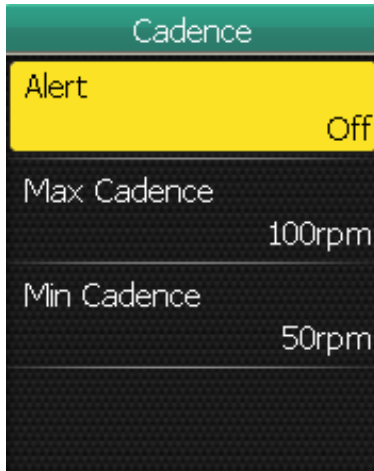 Cadence
Alert
Off
Max Cadence
100rpm
Min Cadence
50rpm